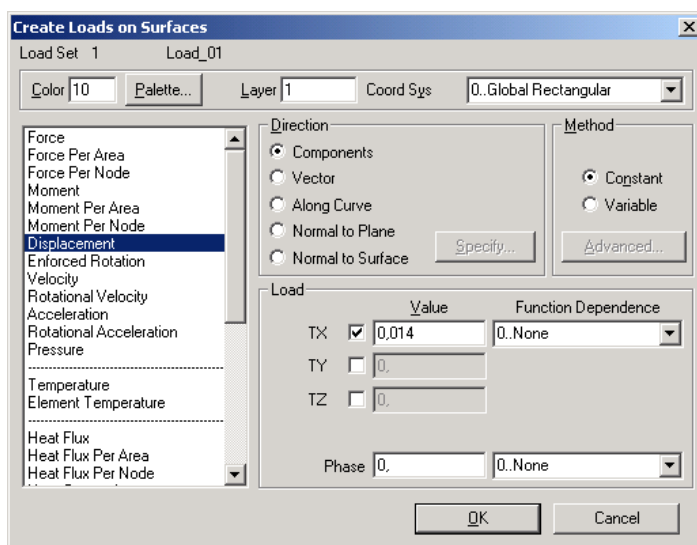 Create Loads on Surfaces
Load Set 1 Load_01
Color 10 Palette... Layer 1 Coord Sys 0..Global Rectangular
Force
Force Per Area
Force Per Node
Moment
Moment Per Area
Moment Per Node
Displacement
Enforced Rotation
Velocity
Rotational Velocity
Acceleration
Rotational Acceleration
Pressure
Temperature
Element Temperature
Heat Flux
Heat Flux Per Area
Heat Flux Per Node
Direction
Components
Vector
Along Curve
Normal to Plane
Normal to Surface
Specify...
Method
Constant
Variable
Advanced...
Load
Value Function Dependence
TX 0,014 0..None
TY 0,
TZ 0,
Phase 0, 0..None
OK Cancel